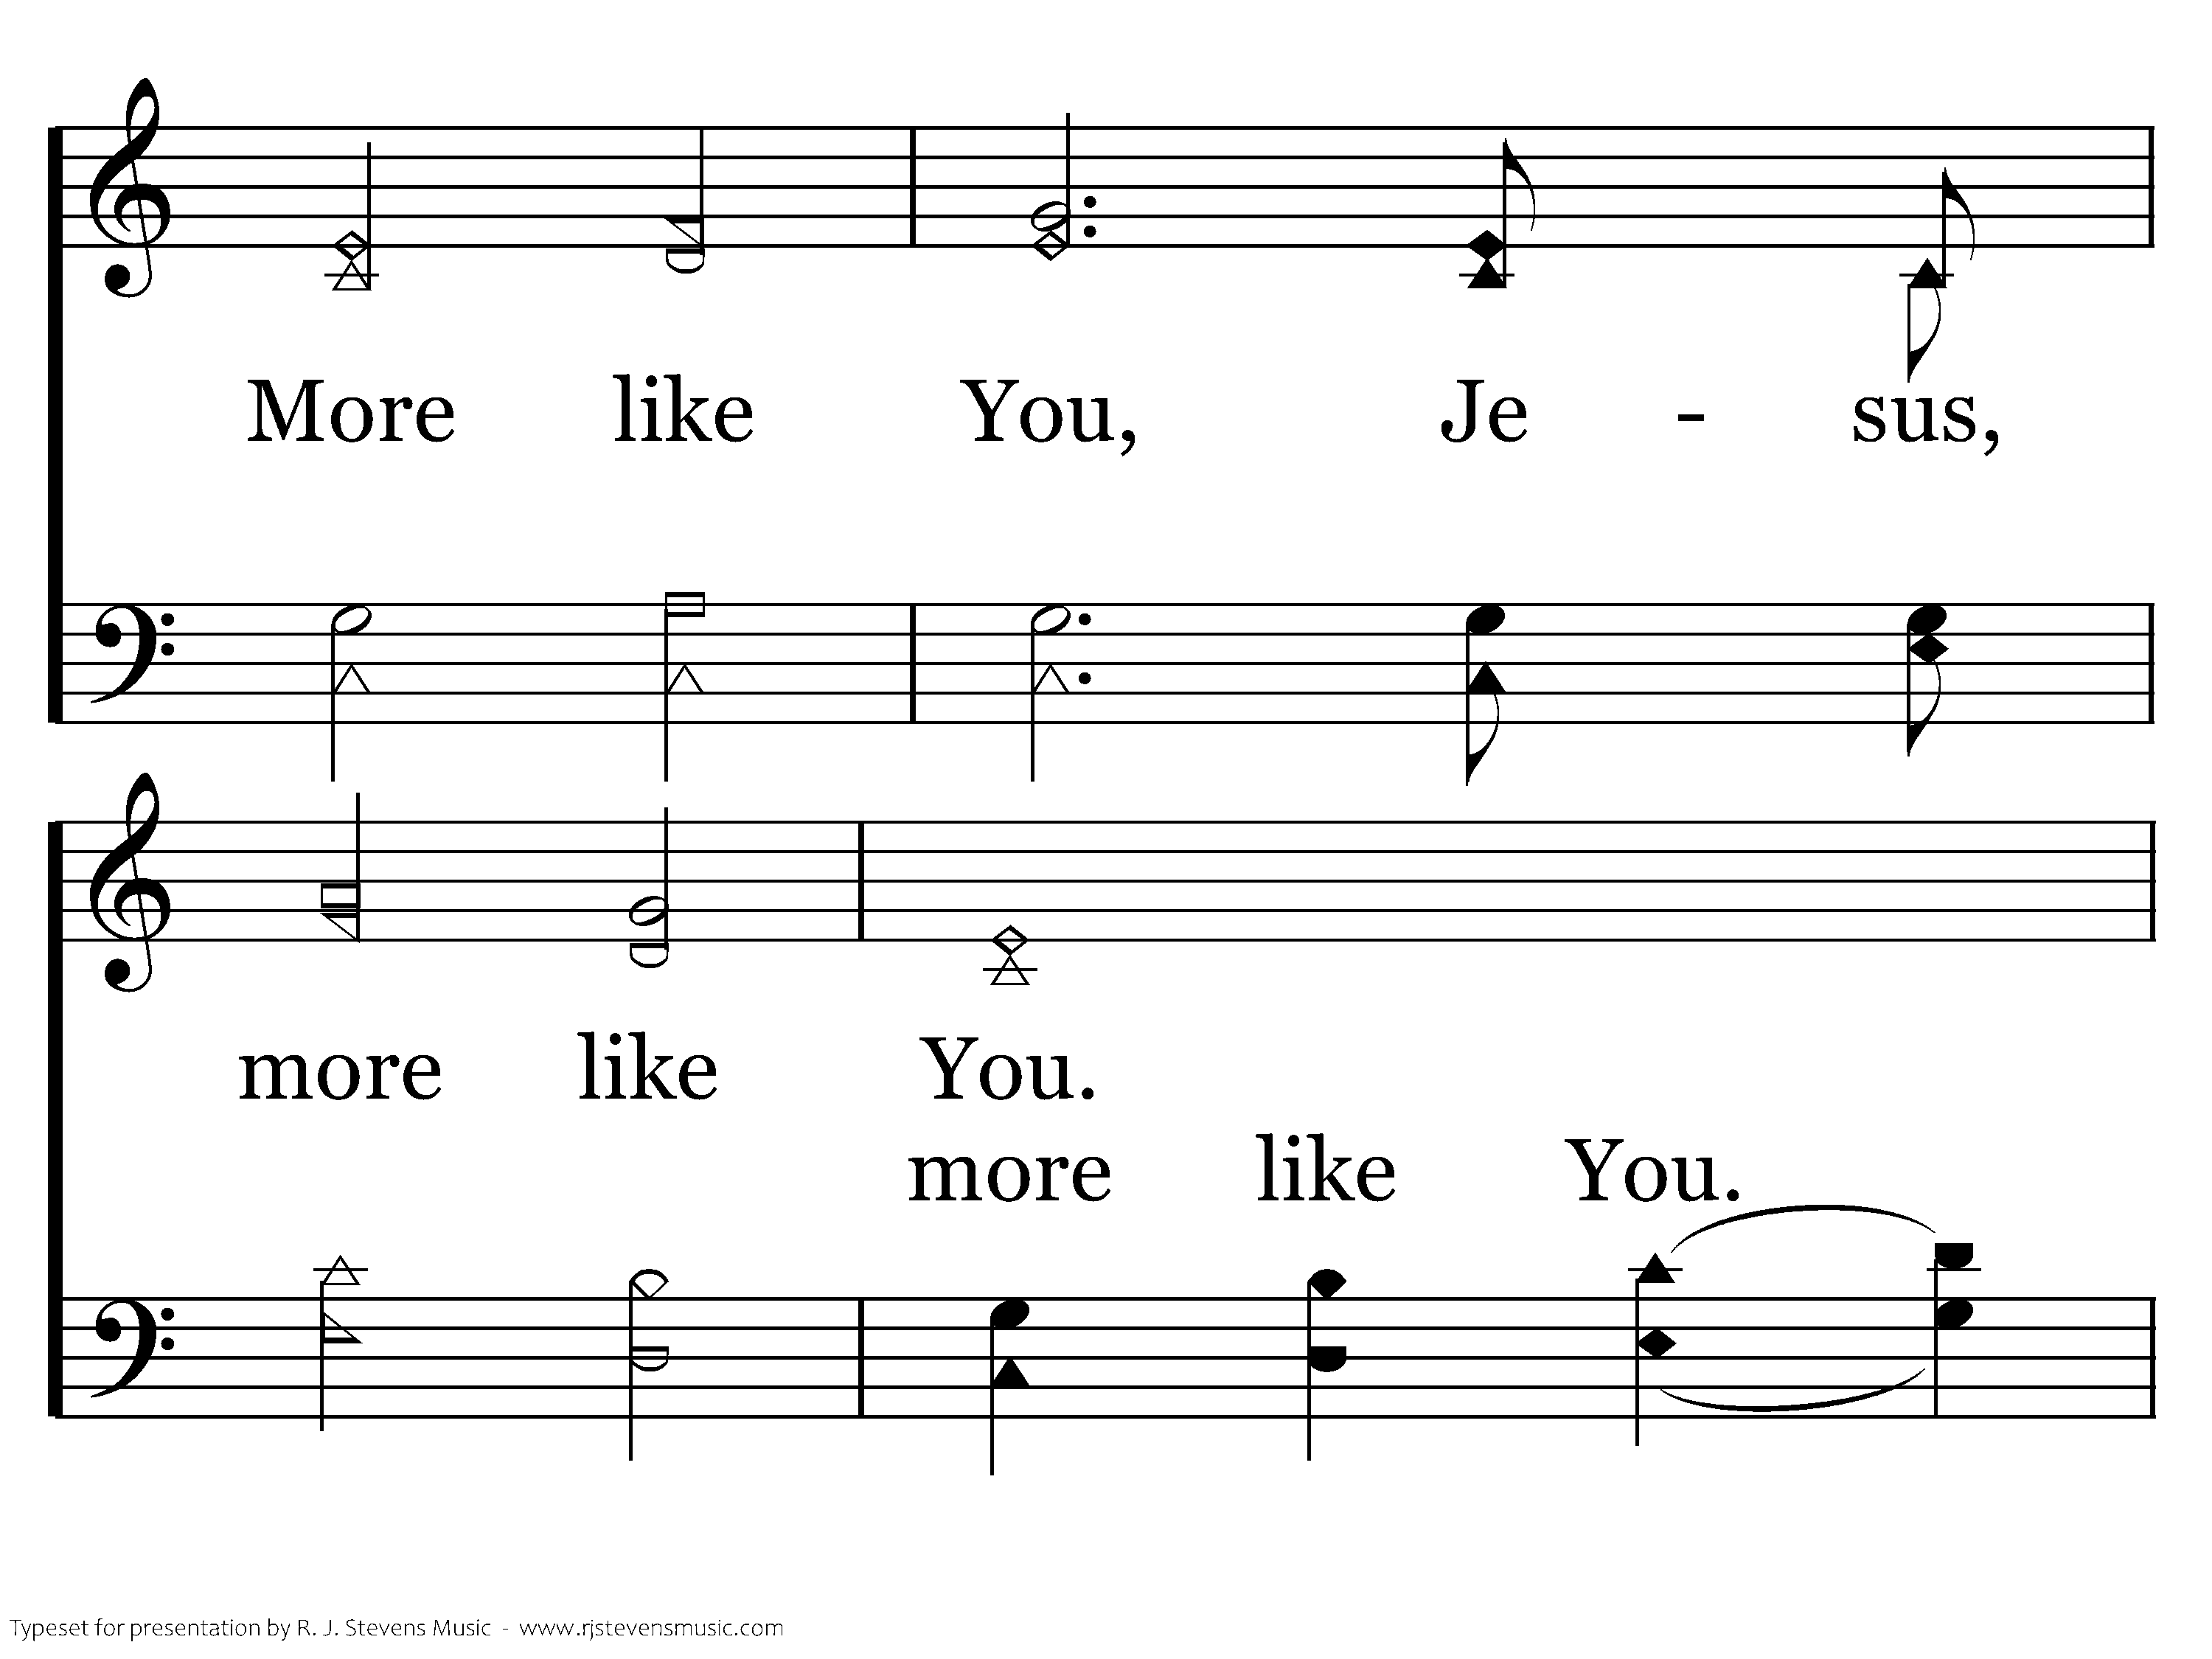 More like You, Je - sus,
more like You.
more like You.
Typeset for presentation by R. J. Stevens Music - www.rjstevensmusic.com